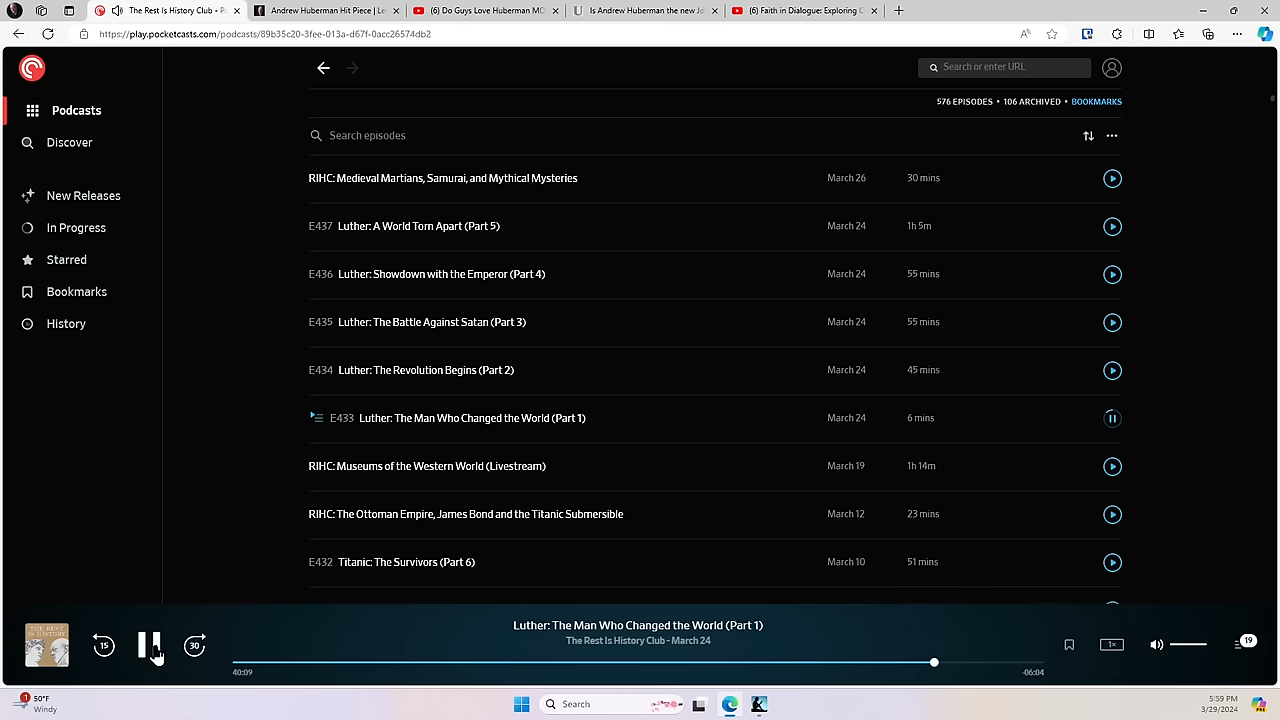 The Rest Is History Club • P
Andrew Huberman Hit Piece | Le
(6) Do Guys Love Huberman MO
Is Andrew Huberman the new Jo
(6) Faith in Dialogue: Exploring C
https://play.pocketcasts.com/podcasts/89b35c20-3fee-013a-d67f-0acc26574db2
Search or enter URL
Podcasts
Discover
New Releases
In Progress
Starred
Bookmarks
History
576 EPISODES • 106 ARCHIVED • BOOKMARKS
Search episodes
RIHC: Medieval Martians, Samurai, and Mythical Mysteries March 26 30 mins
E437 Luther: A World Torn Apart (Part 5) March 24 1h 5m
E436 Luther: Showdown with the Emperor (Part 4) March 24 55 mins
E435 Luther: The Battle Against Satan (Part 3) March 24 55 mins
E434 Luther: The Revolution Begins (Part 2) March 24 45 mins
E433 Luther: The Man Who Changed the World (Part 1) March 24 6 mins
RIHC: Museums of the Western World (Livestream) March 19 1h 14m
RIHC: The Ottoman Empire, James Bond and the Titanic Submersible March 12 23 mins
E432 Titanic: The Survivors (Part 6) March 10 51 mins
THE REST IS HISTORY
15
30
Luther: The Man Who Changed the World (Part 1)
The Rest Is History Club - March 24
40:09
-06:04
1×
19
1
50°F
Windy
Search
5:59 PM
3/29/2024
PRE